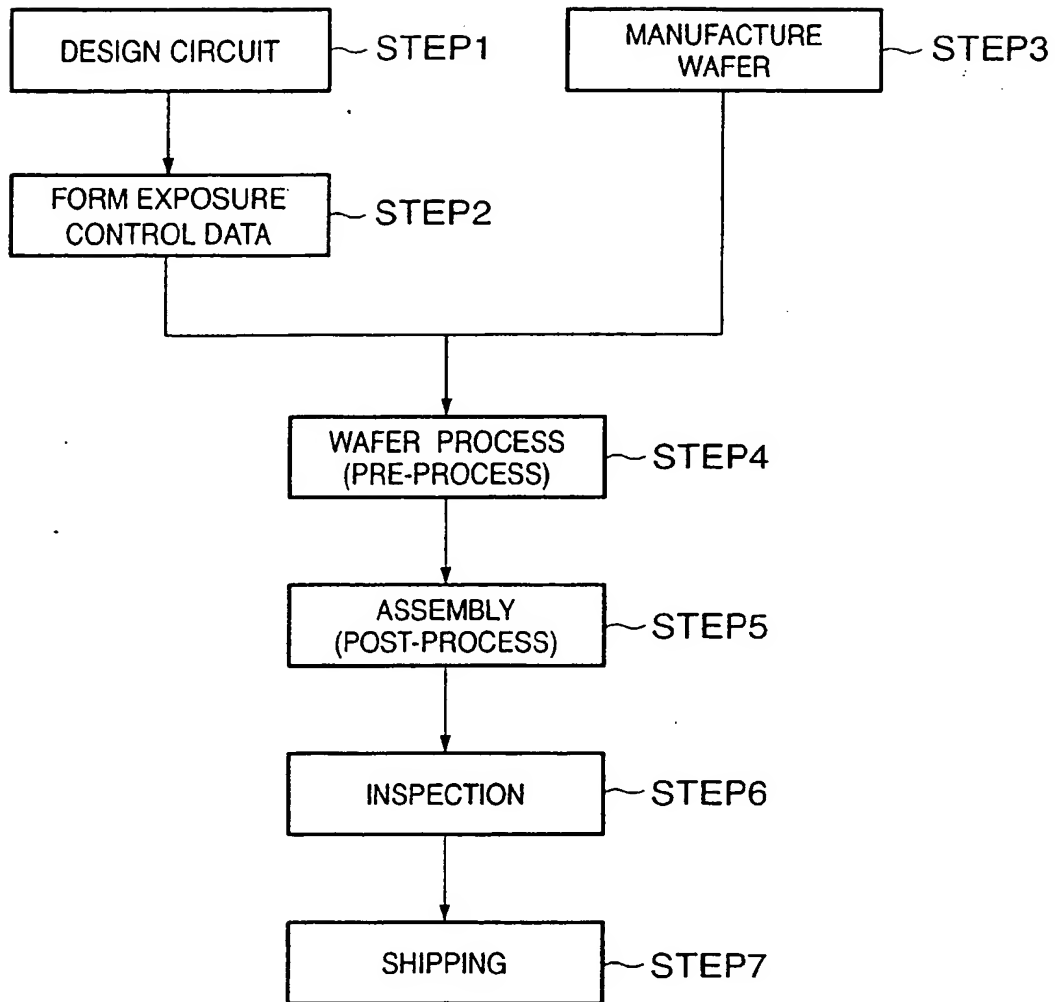 DESIGN CIRCUIT
STEP1
MANUFACTURE
WAFER
STEP3
FORM EXPOSURE
CONTROL DATA
STEP2
WAFER PROCESS
(PRE-PROCESS)
STEP4
ASSEMBLY
(POST-PROCESS)
STEP5
INSPECTION
STEP6
SHIPPING
STEP7